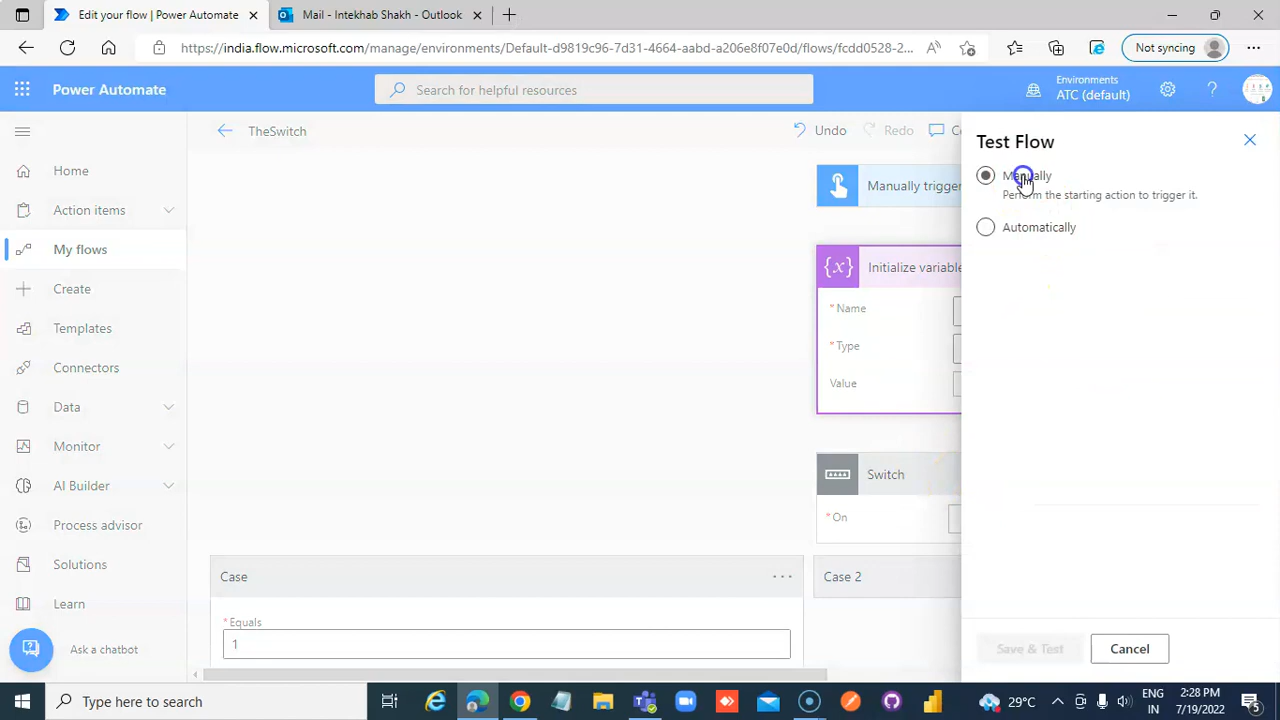 Edit your flow | Power Automate
Mail - Intekhab Shakh - Outlook
https://india.flow.microsoft.com/manage/environments/Default-d9819c96-7d31-4664-aabd-a206e8f07e0d/flows/fcdd0528-2...
Not syncing
Power Automate
Search for helpful resources
Environments
ATC (default)
TheSwitch
Undo
Redo
Test Flow
Home
Action items
My flows
Create
Templates
Connectors
Data
Monitor
AI Builder
Process advisor
Solutions
Learn
Ask a chatbot
Manually trigger
Initialize variable
* Name
* Type
Value
Switch
* On
Case
...
Case 2
* Equals
1
Manually
Perform the starting action to trigger it.
Automatically
Save & Test
Cancel
Type here to search
29°C
ENG
IN
2:28 PM
7/19/2022
5